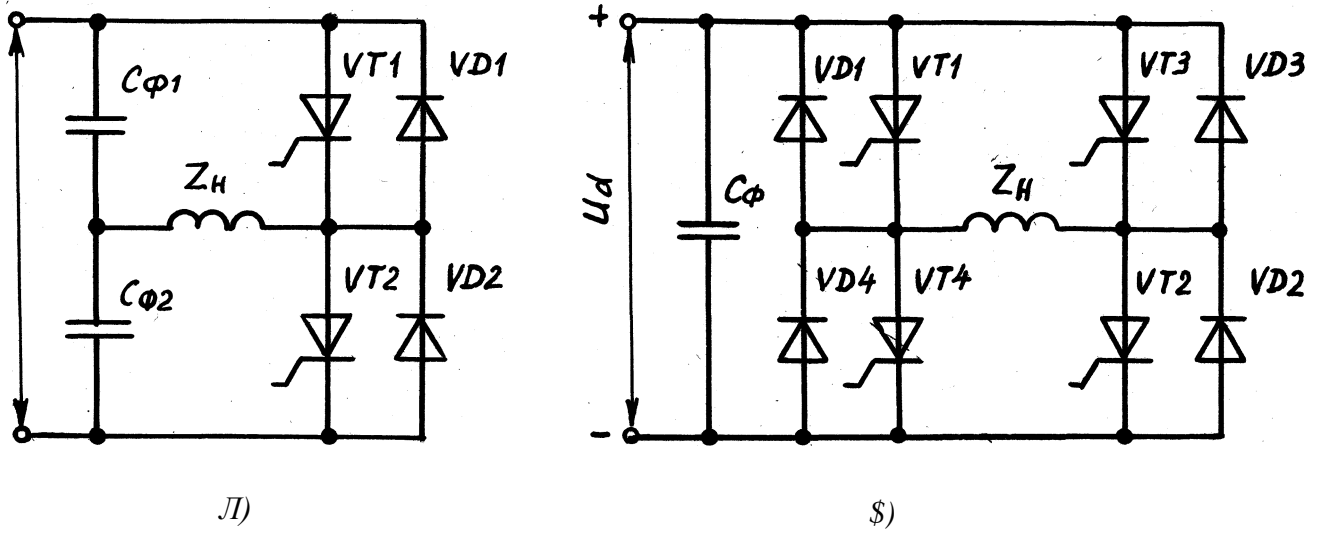 +
VT1 VD1 VD1 VT1 VT3 VD3
CФ1
Zн Ud CФ Zн
VT2 VD2 VD4 VT4 VT2 VD2
CФ2
−
Л) $)